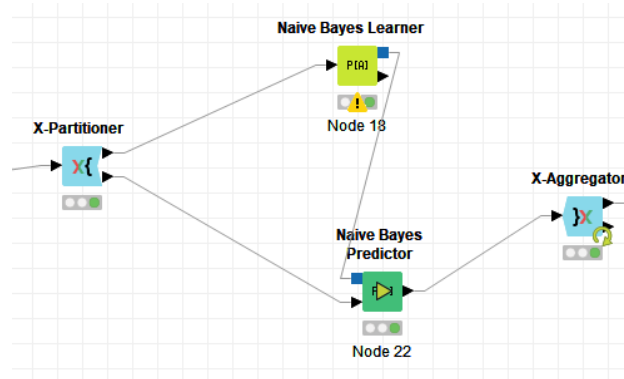 Naive Bayes Learner
P[A]
Node 18
X-Partitioner
X{
X-Aggregator
}X
Naive Bayes
Predictor
Node 22